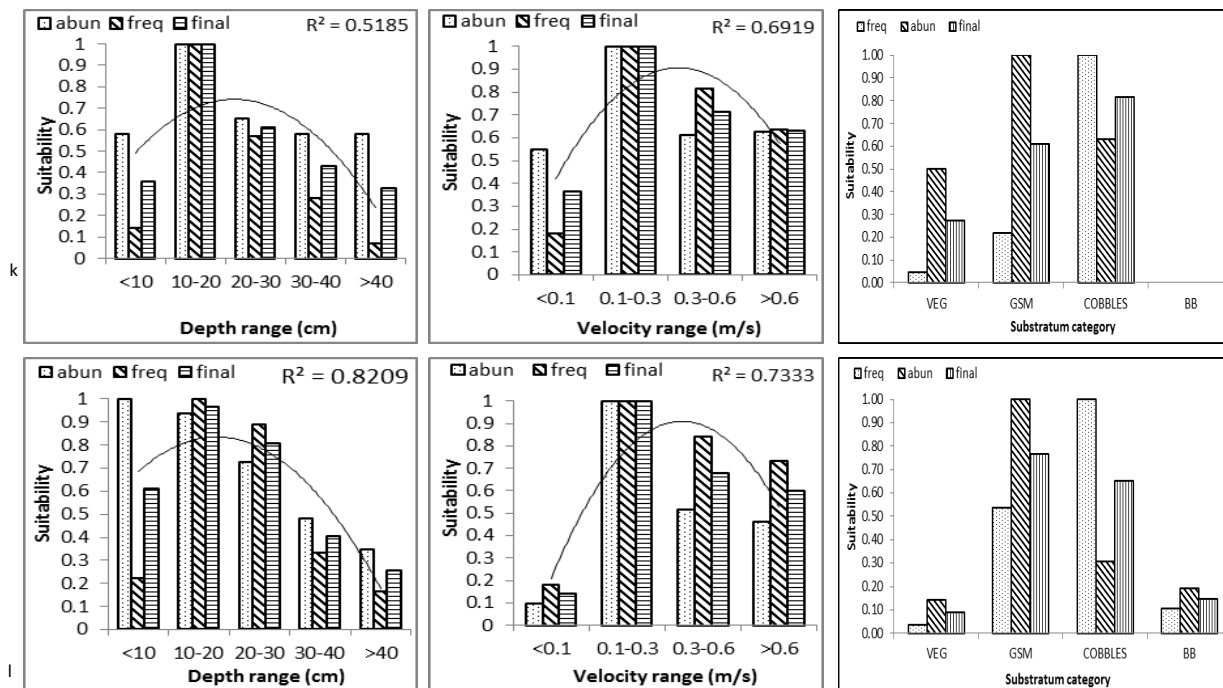 abun freq final R² = 0.5185
1
0.9
0.8
0.7
0.6
0.5
0.4
0.3
0.2
0.1
0
Suitability
<10 10-20 20-30 30-40 >40
Depth range (cm)
abun freq final R² = 0.6919
1
0.9
0.8
0.7
0.6
0.5
0.4
0.3
0.2
0.1
0
Suitability
<0.1 0.1-0.3 0.3-0.6 >0.6
Velocity range (m/s)
freq abun final
1.00
0.90
0.80
0.70
0.60
0.50
0.40
0.30
0.20
0.10
0.00
Suitability
VEG GSM COBBLES BB
Substratum category
k
abun freq final R² = 0.8209
1
0.9
0.8
0.7
0.6
0.5
0.4
0.3
0.2
0.1
0
Suitability
<10 10-20 20-30 30-40 >40
Depth range (cm)
abun freq final R² = 0.7333
1
0.9
0.8
0.7
0.6
0.5
0.4
0.3
0.2
0.1
0
Suitability
<0.1 0.1-0.3 0.3-0.6 >0.6
Velocity range (m/s)
freq abun final
1.00
0.90
0.80
0.70
0.60
0.50
0.40
0.30
0.20
0.10
0.00
Suitability
VEG GSM COBBLES BB
Substratum category
l